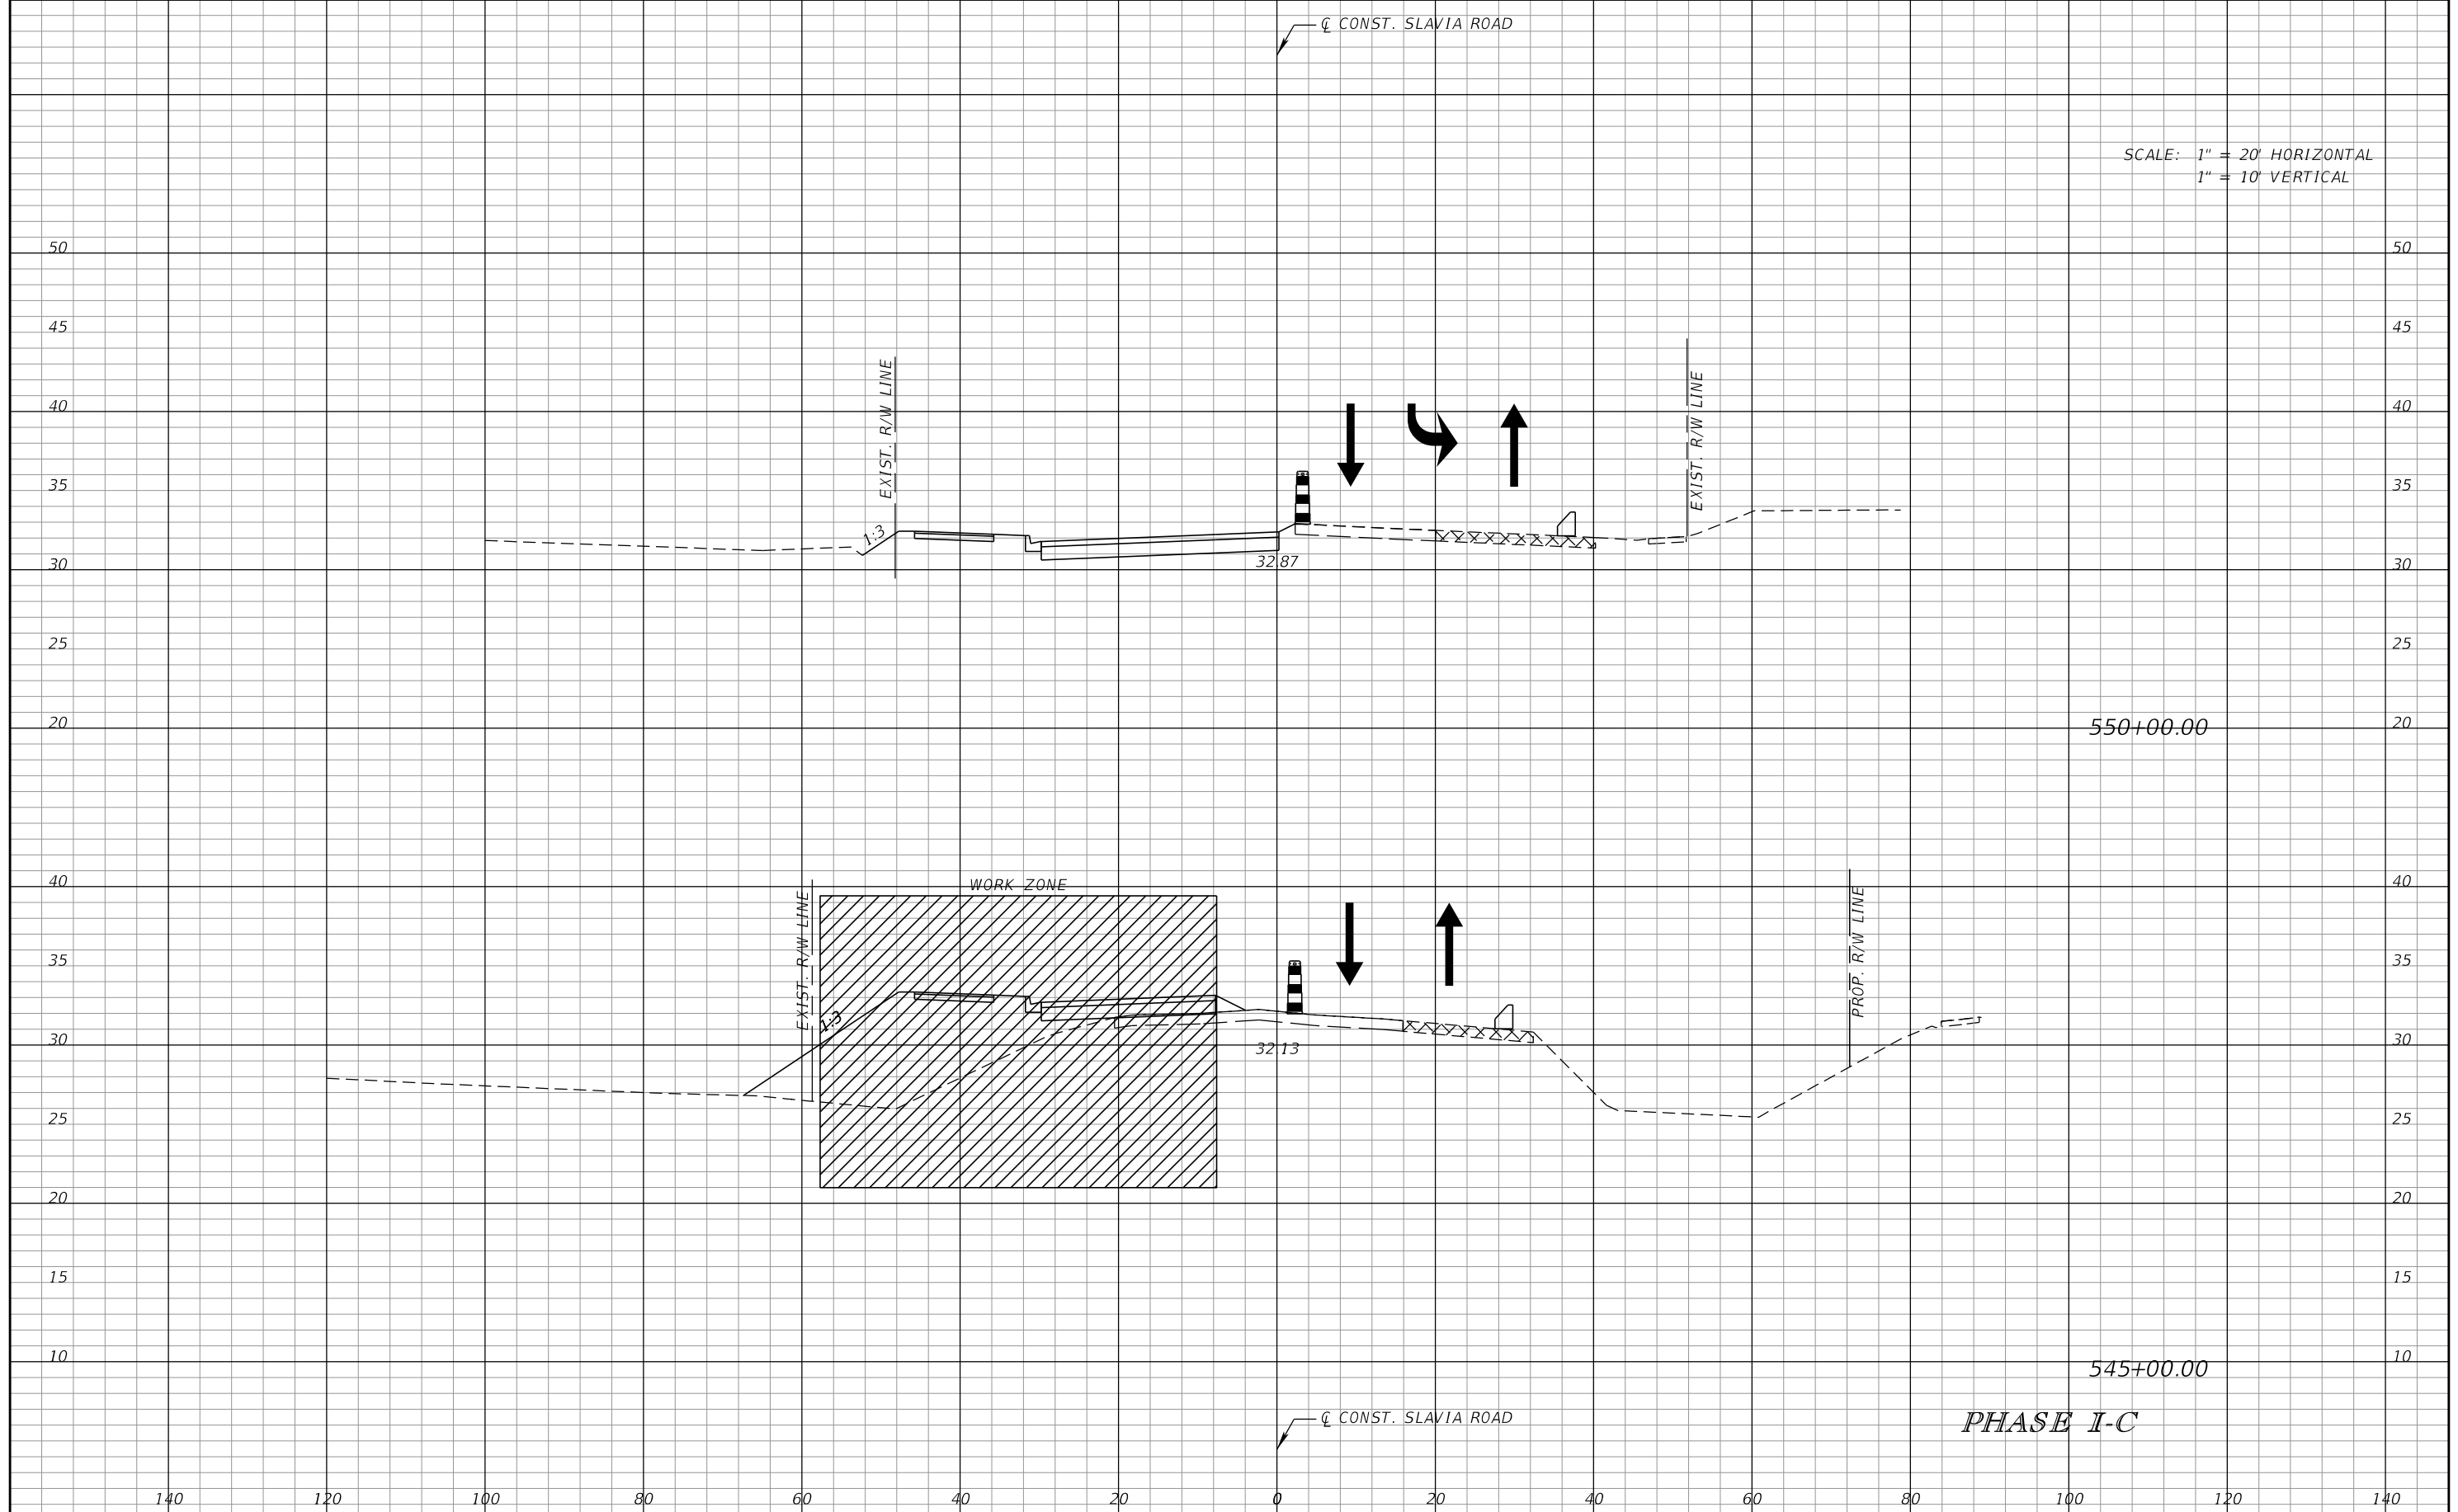 ℄ CONST. SLAVIA ROAD
SCALE: 1" = 20' HORIZONTAL
1" = 10' VERTICAL
50 50
45 45
EXIST. R/W LINE
EXIST. R/W LINE
40 40
35 35
1:3
30 32.87 30
25 25
20 550+00.00 20
40 WORK ZONE 40
EXIST. R/W LINE
PROP. R/W LINE
35 35
1:3
30 32.13 30
25 25
20 20
15 15
10 545+00.00 10
℄ CONST. SLAVIA ROAD
PHASE I-C
140 120 100 80 60 40 20 0 20 40 60 80 100 120 140